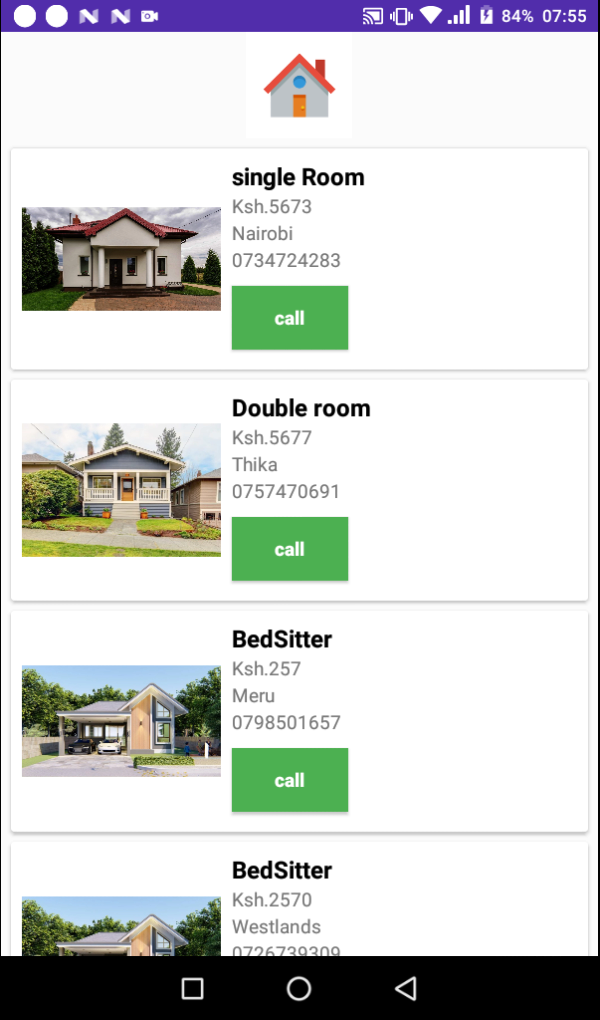 84% 07:55
single Room
Ksh.5673
Nairobi
0734724283
call
Double room
Ksh.5677
Thika
0757470691
call
BedSitter
Ksh.257
Meru
0798501657
call
BedSitter
Ksh.2570
Westlands
0726739309